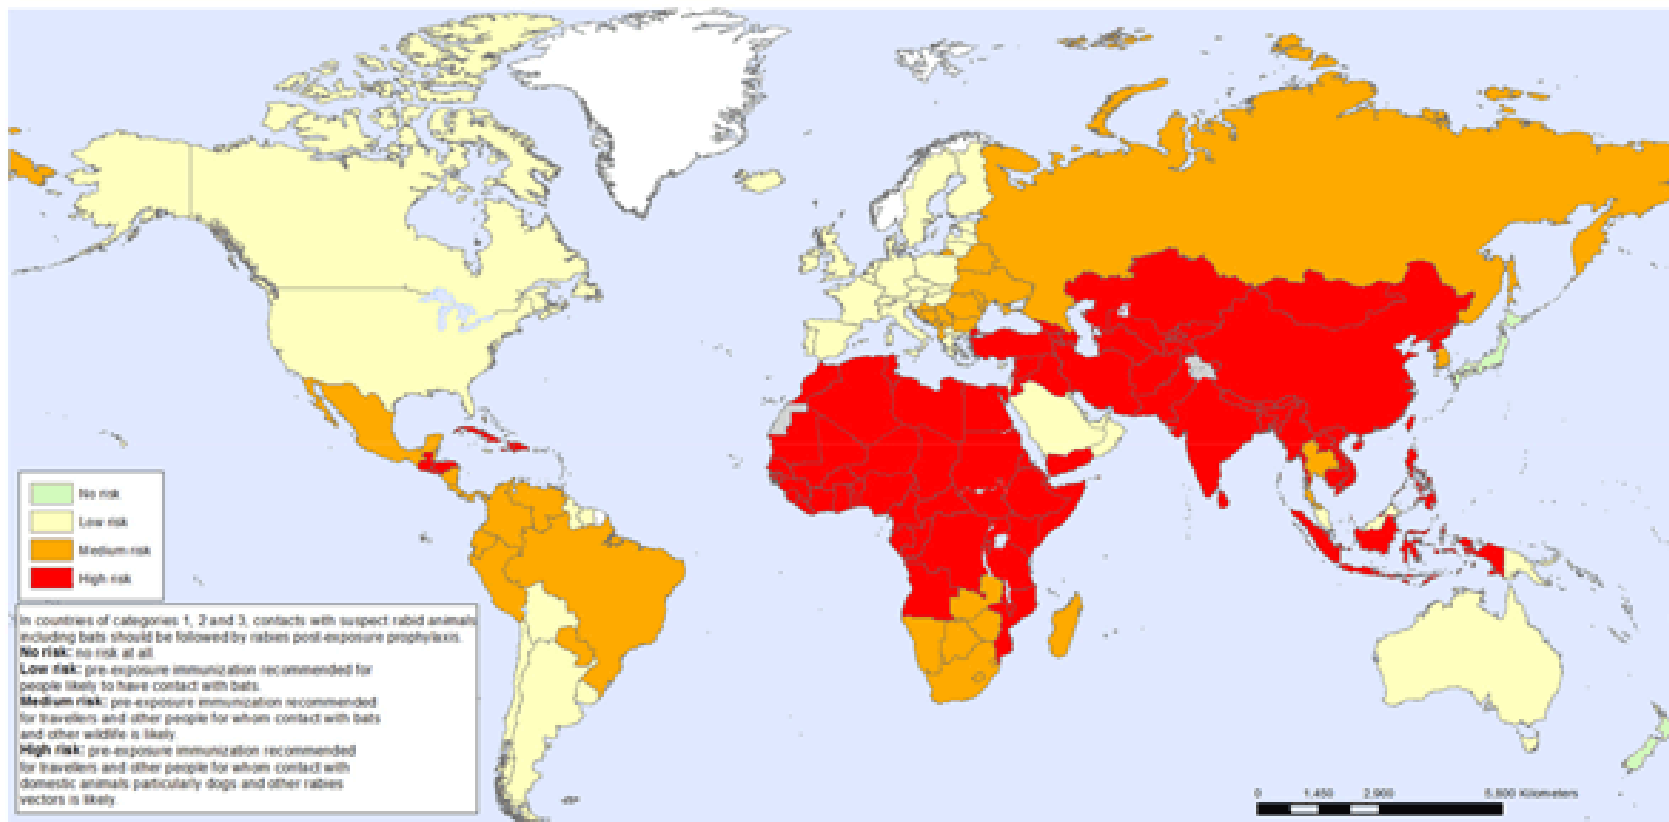 No risk
Low risk
Medium risk
High risk
In countries of categories 1, 2 and 3, contacts with suspect rabid animals
including bats should be followed by rabies post-exposure prophylaxis.
No risk: no risk at all.
Low risk: pre-exposure immunization recommended for
people likely to have contact with bats.
Medium risk: pre-exposure immunization recommended
for travellers and other people for whom contact with bats
and other wildlife is likely.
High risk: pre-exposure immunization recommended
for travellers and other people for whom contact with
domestic animals particularly dogs and other rabies
vectors is likely.
0 1,450 2,900 5,800 Kilometers